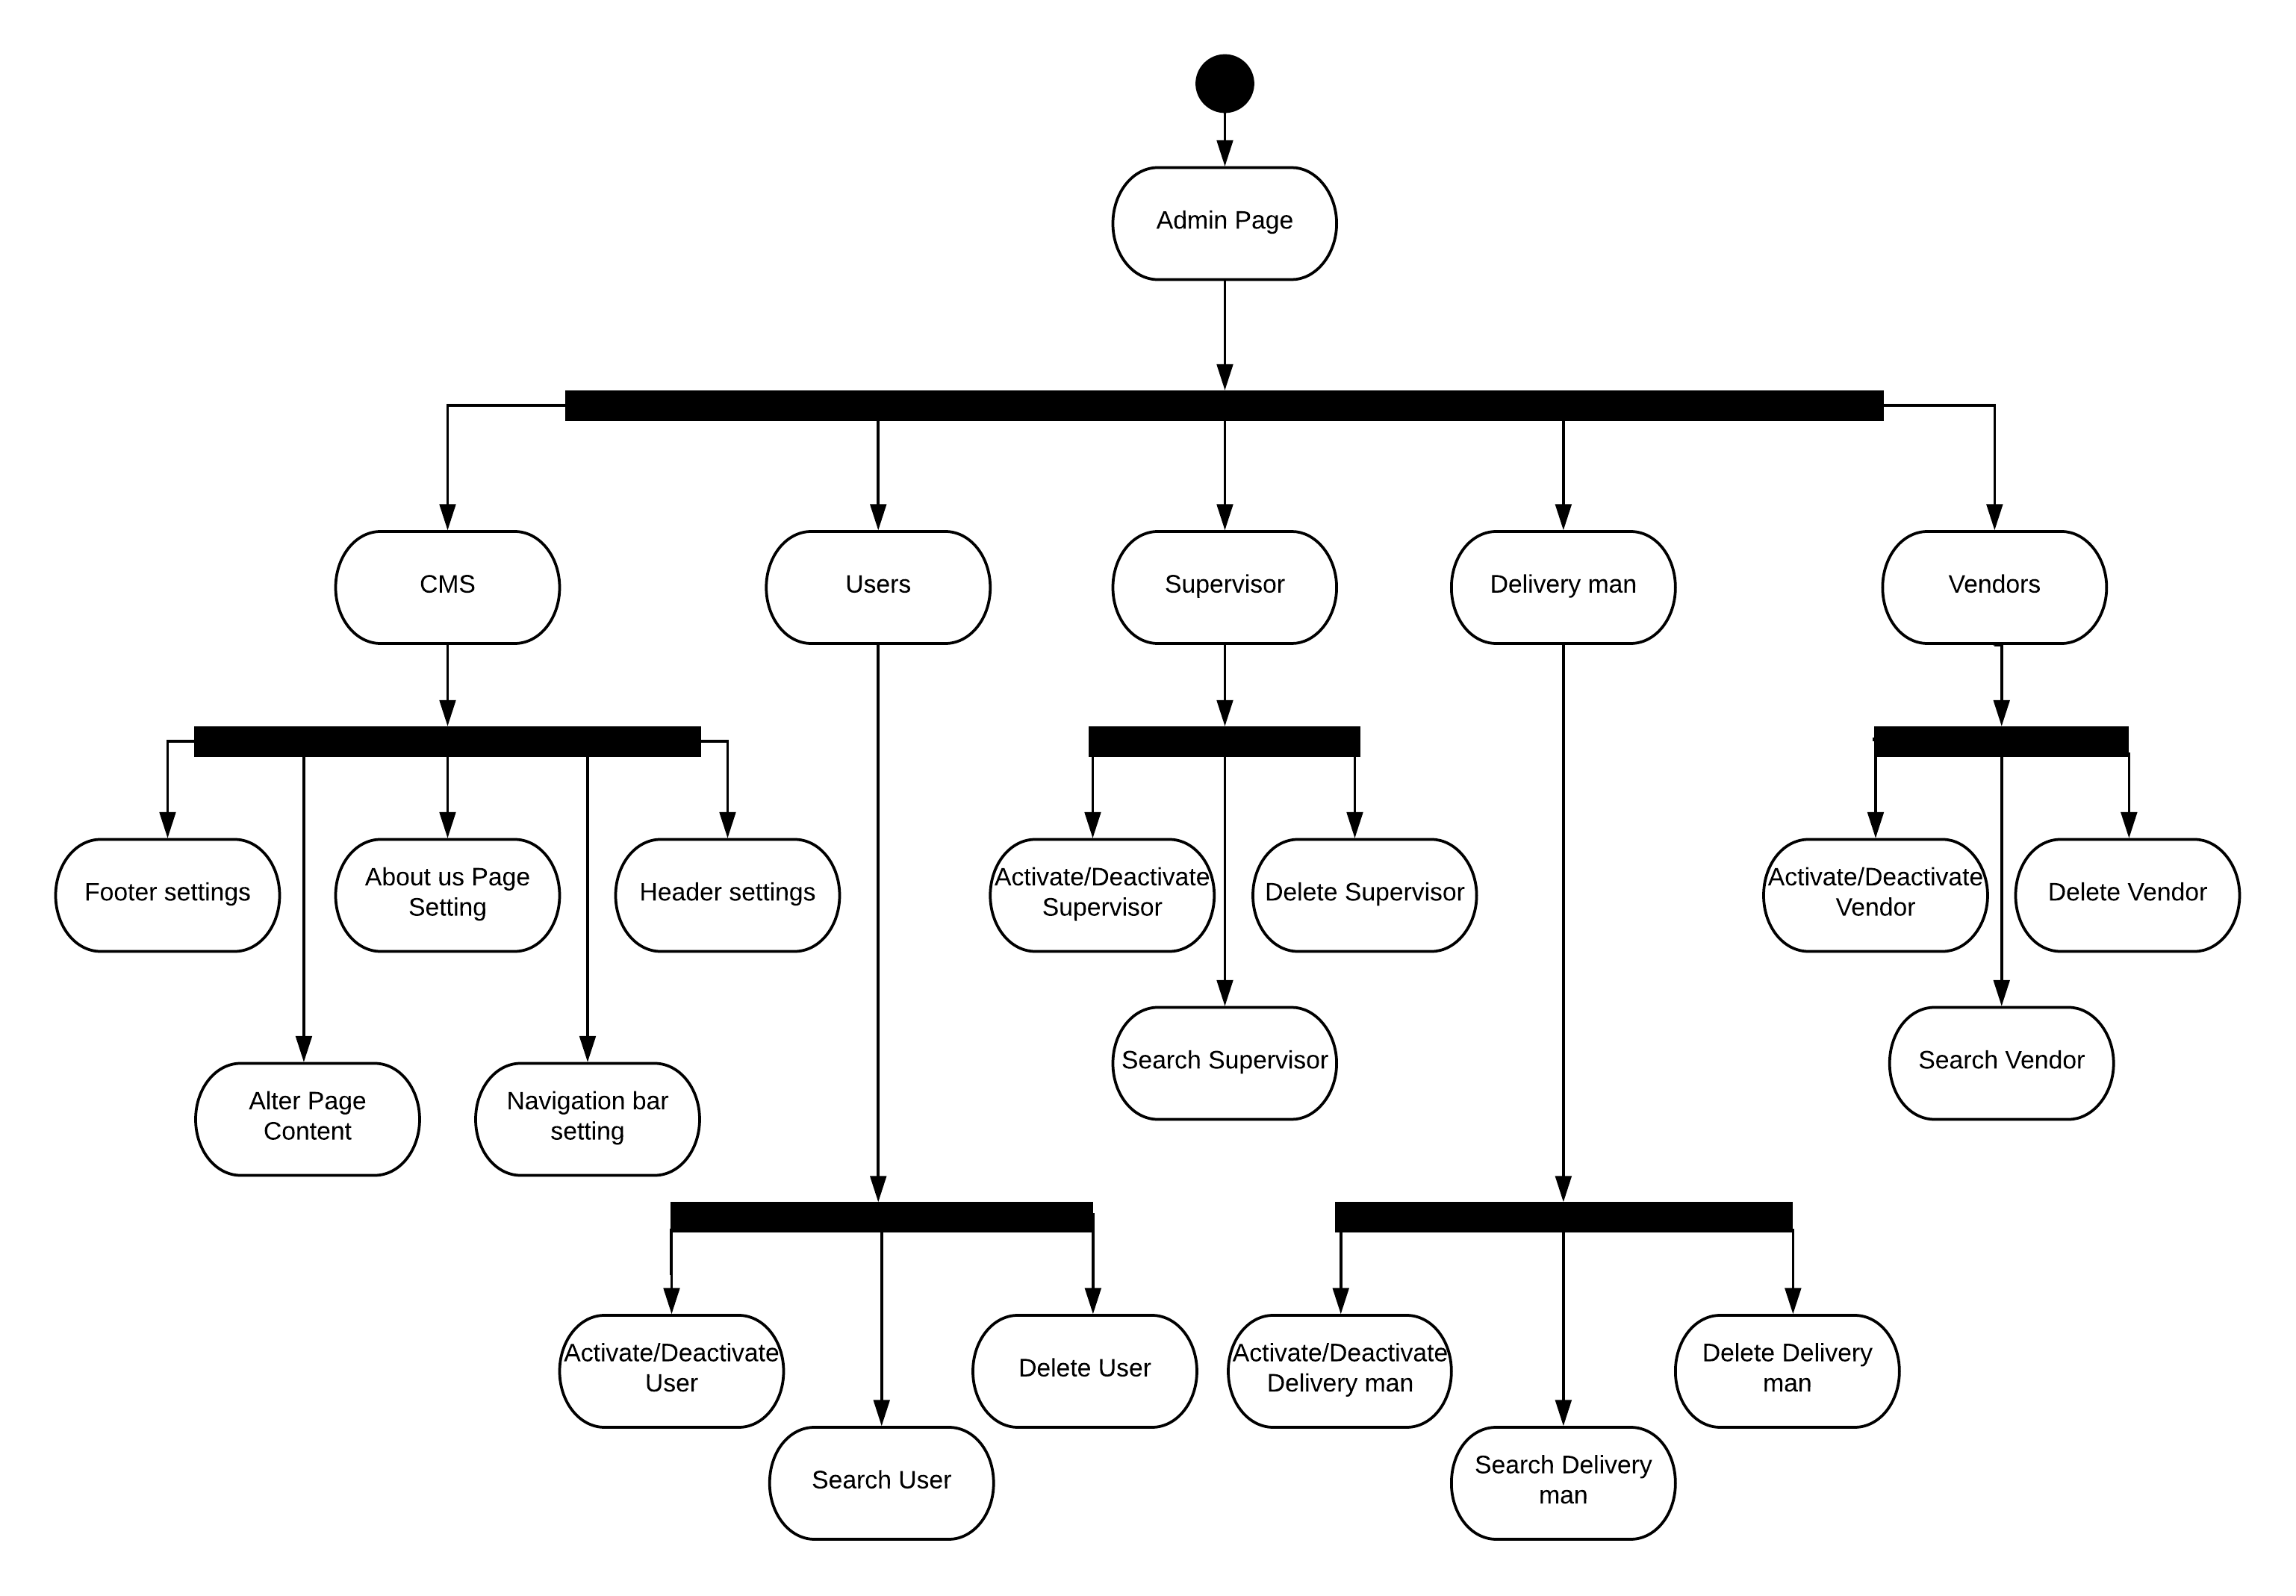 Admin Page
CMS
Users
Supervisor
Delivery man
Vendors
Footer settings
About us Page
Setting
Header settings
Activate/Deactivate
Supervisor
Delete Supervisor
Activate/Deactivate
Vendor
Delete Vendor
Search Supervisor
Search Vendor
Alter Page
Content
Navigation bar
setting
Activate/Deactivate
User
Delete User
Activate/Deactivate
Delivery man
Delete Delivery
man
Search User
Search Delivery
man